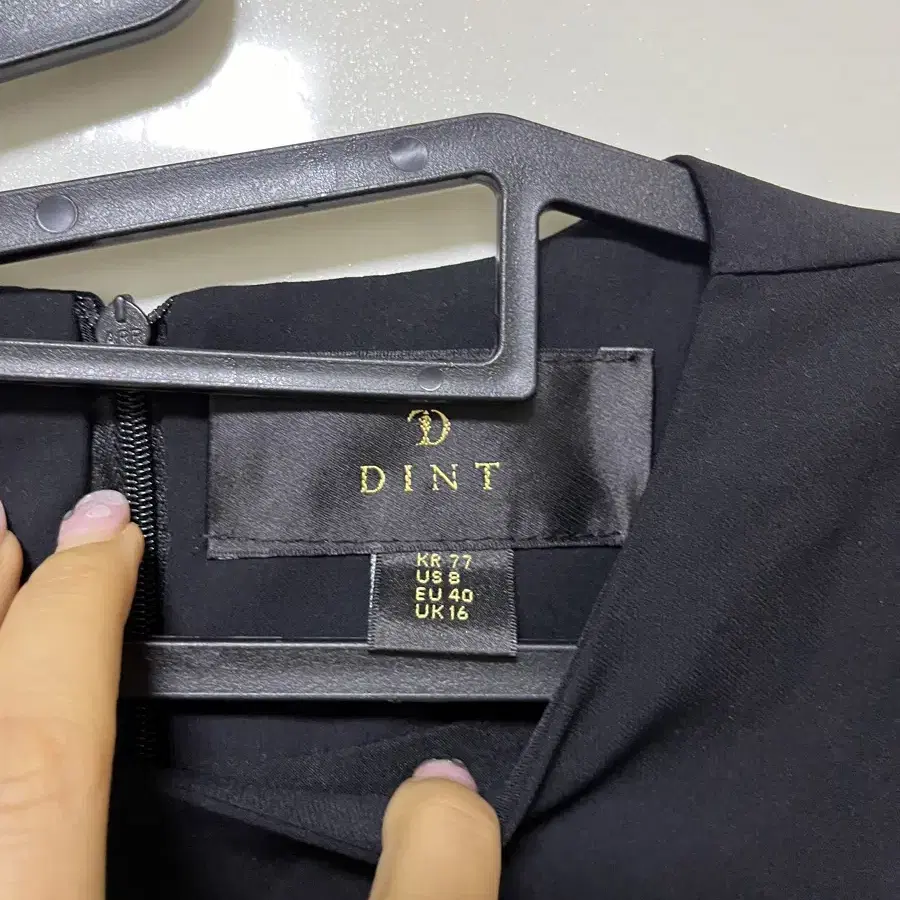 DINT
KR 77
US 8
EU 40
UK 16